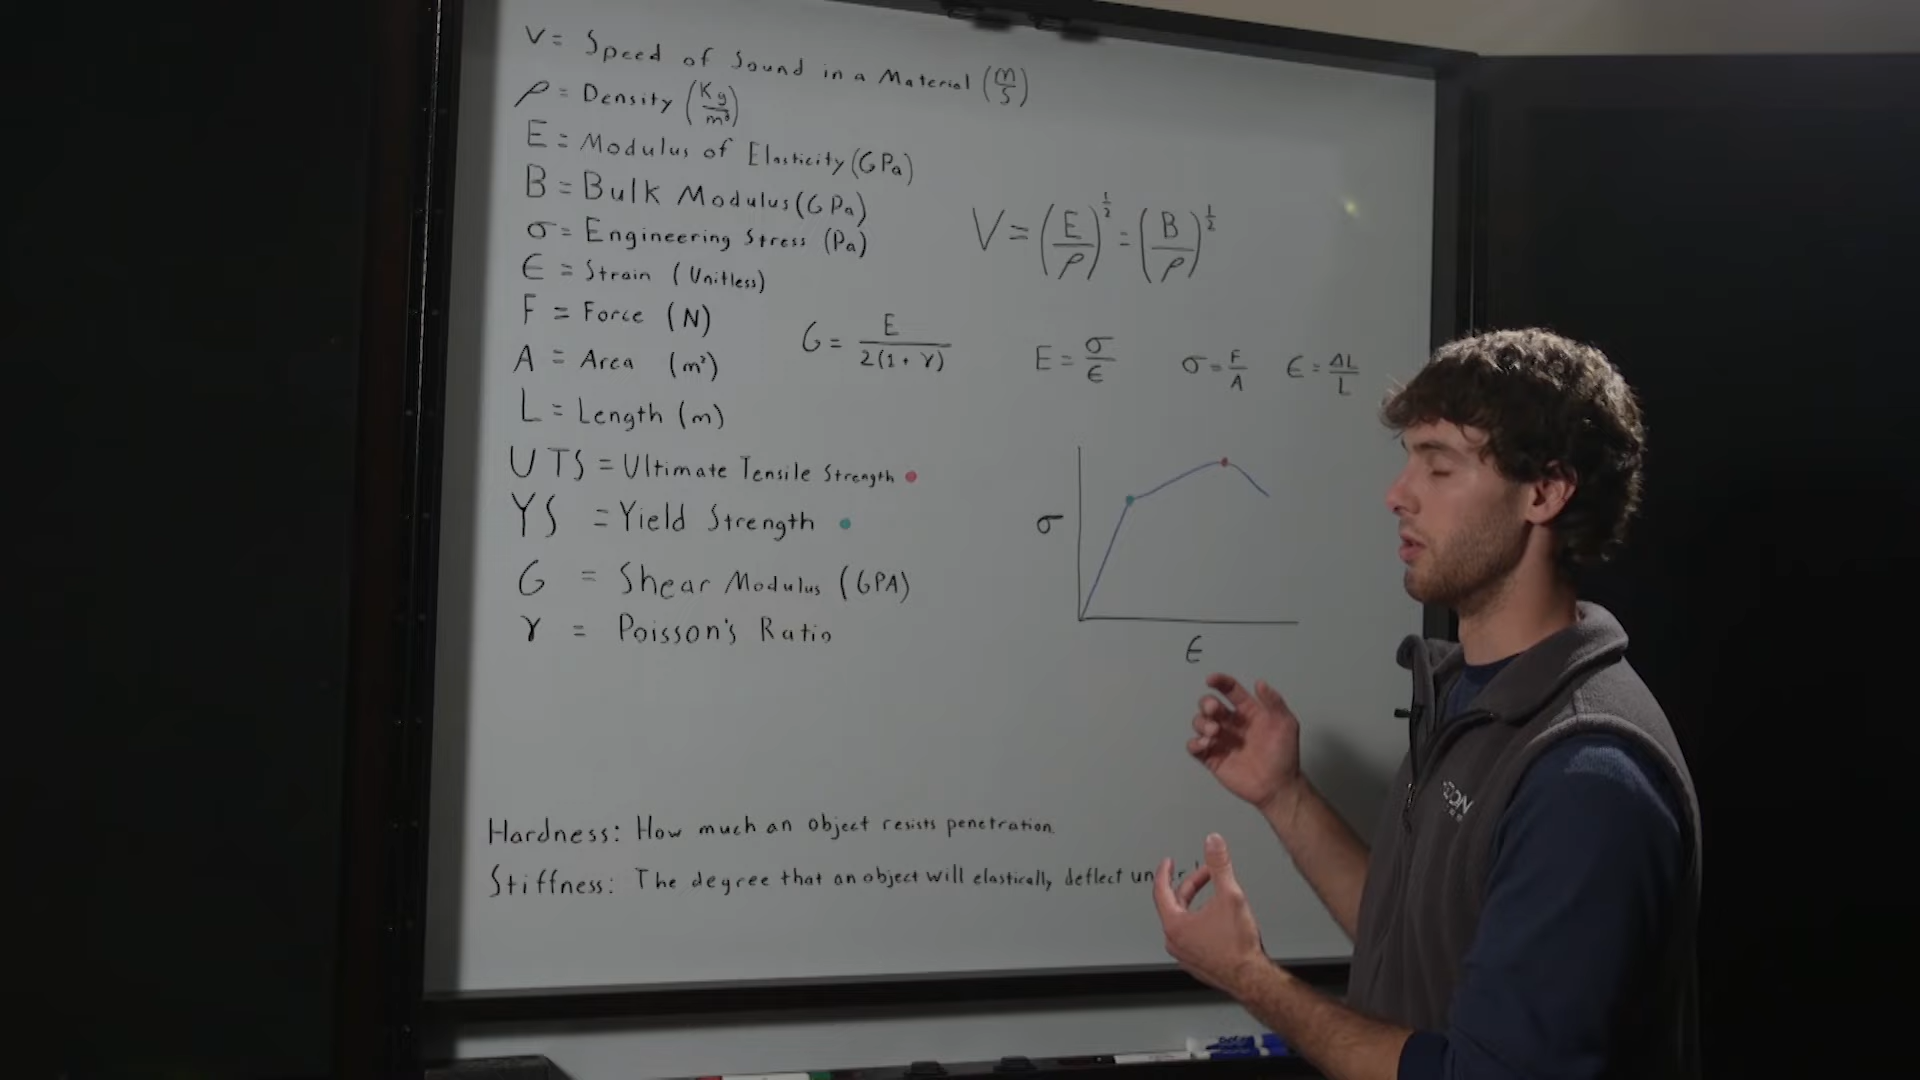 V = Speed of Sound in a Material (m/s)
ρ = Density (Kg/m³)
E = Modulus of Elasticity (GPa)
B = Bulk Modulus (GPa)
σ = Engineering Stress (Pa)
ϵ = Strain (Unitless)
F = Force (N)
A = Area (m²)
L = Length (m)
UTS = Ultimate Tensile Strength
YS = Yield Strength
G = Shear Modulus (GPA)
γ = Poisson's Ratio
V = (E/ρ)^1/2 = (B/ρ)^1/2
G = E/2(1+γ)
E = σ/ϵ
σ = F/A
ϵ = ΔL/L
σ
ϵ
Hardness: How much an object resists penetration.
Stiffness: The degree that an object will elastically deflect